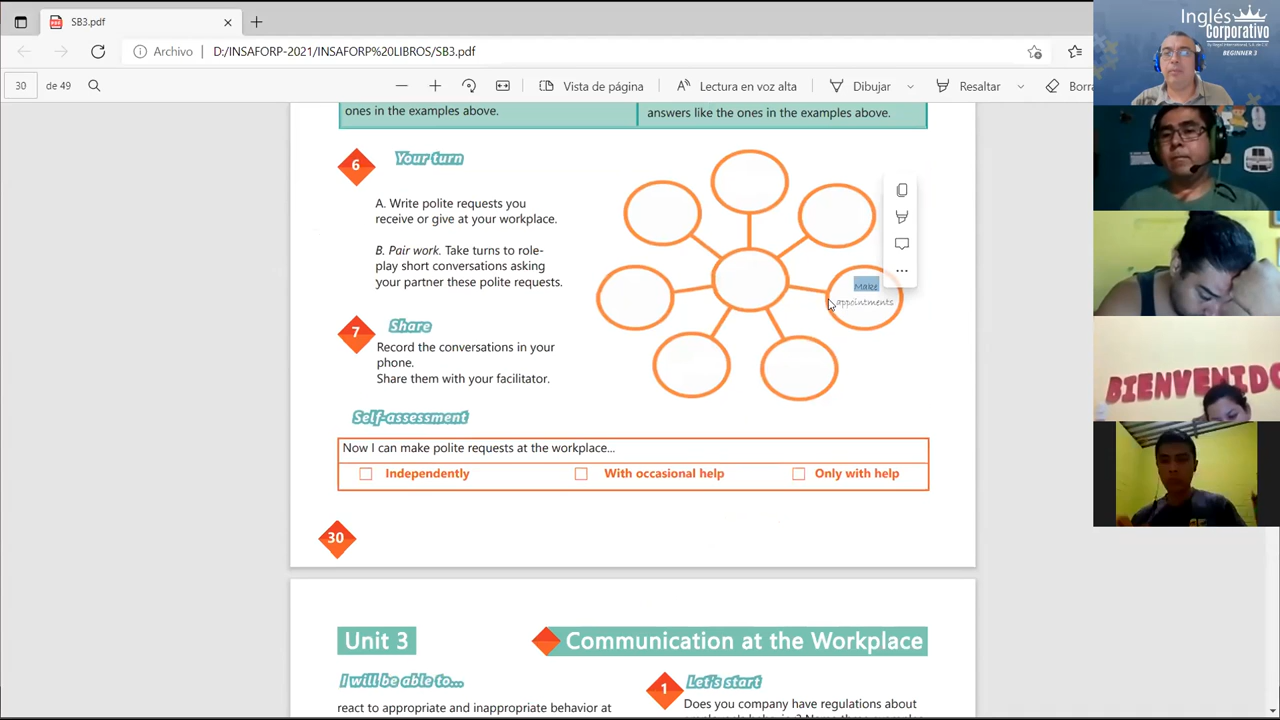 SB3.pdf
Archivo
D:/INSAFORP-2021/INSAFORP%20LIBROS/SB3.pdf
30 de 49
Vista de página
Lectura en voz alta
Dibujar
Resaltar
Borra
Inglés
Corporativo
BEGINNER 3
ones in the examples above.
answers like the ones in the examples above.
6 Your turn
A. Write polite requests you
receive or give at your workplace.
B. Pair work. Take turns to role-
play short conversations asking
your partner these polite requests.
Make
appointments
7 Share
Record the conversations in your
phone.
Share them with your facilitator.
Self-assessment
Now I can make polite requests at the workplace...
Independently
With occasional help
Only with help
30
BIENVENIDO
Unit 3
Communication at the Workplace
I will be able to...
react to appropriate and inappropriate behavior at
1 Let's start
Does you company have regulations about